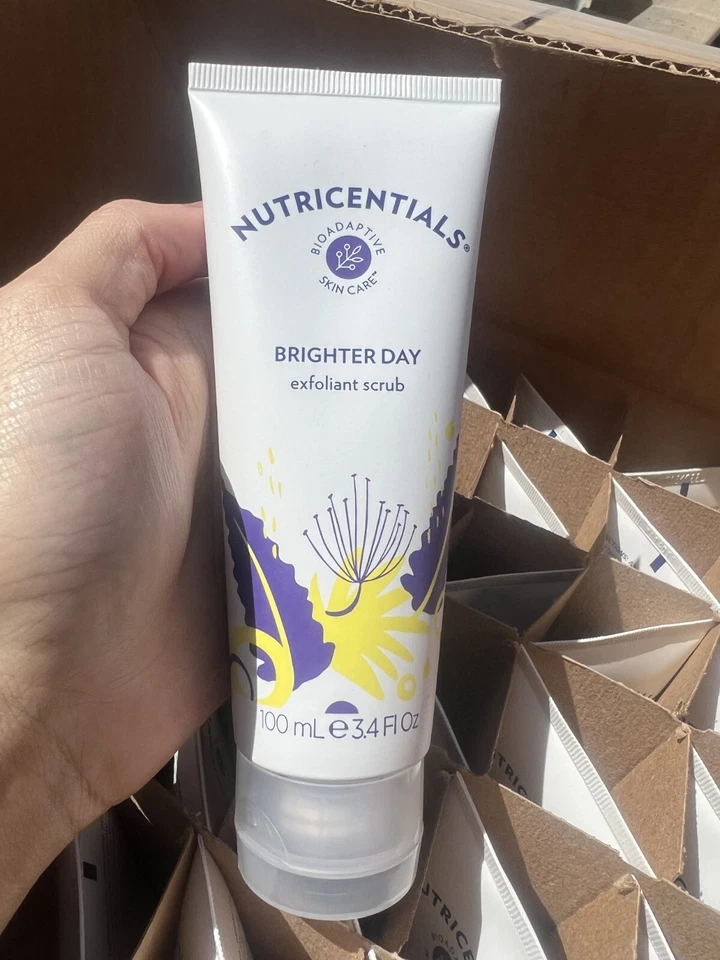 NUTRICENTIALS®
BIOADAPTIVE
SKIN CARE™
BRIGHTER DAY
exfoliant scrub
100 mL e 3.4 Fl Oz